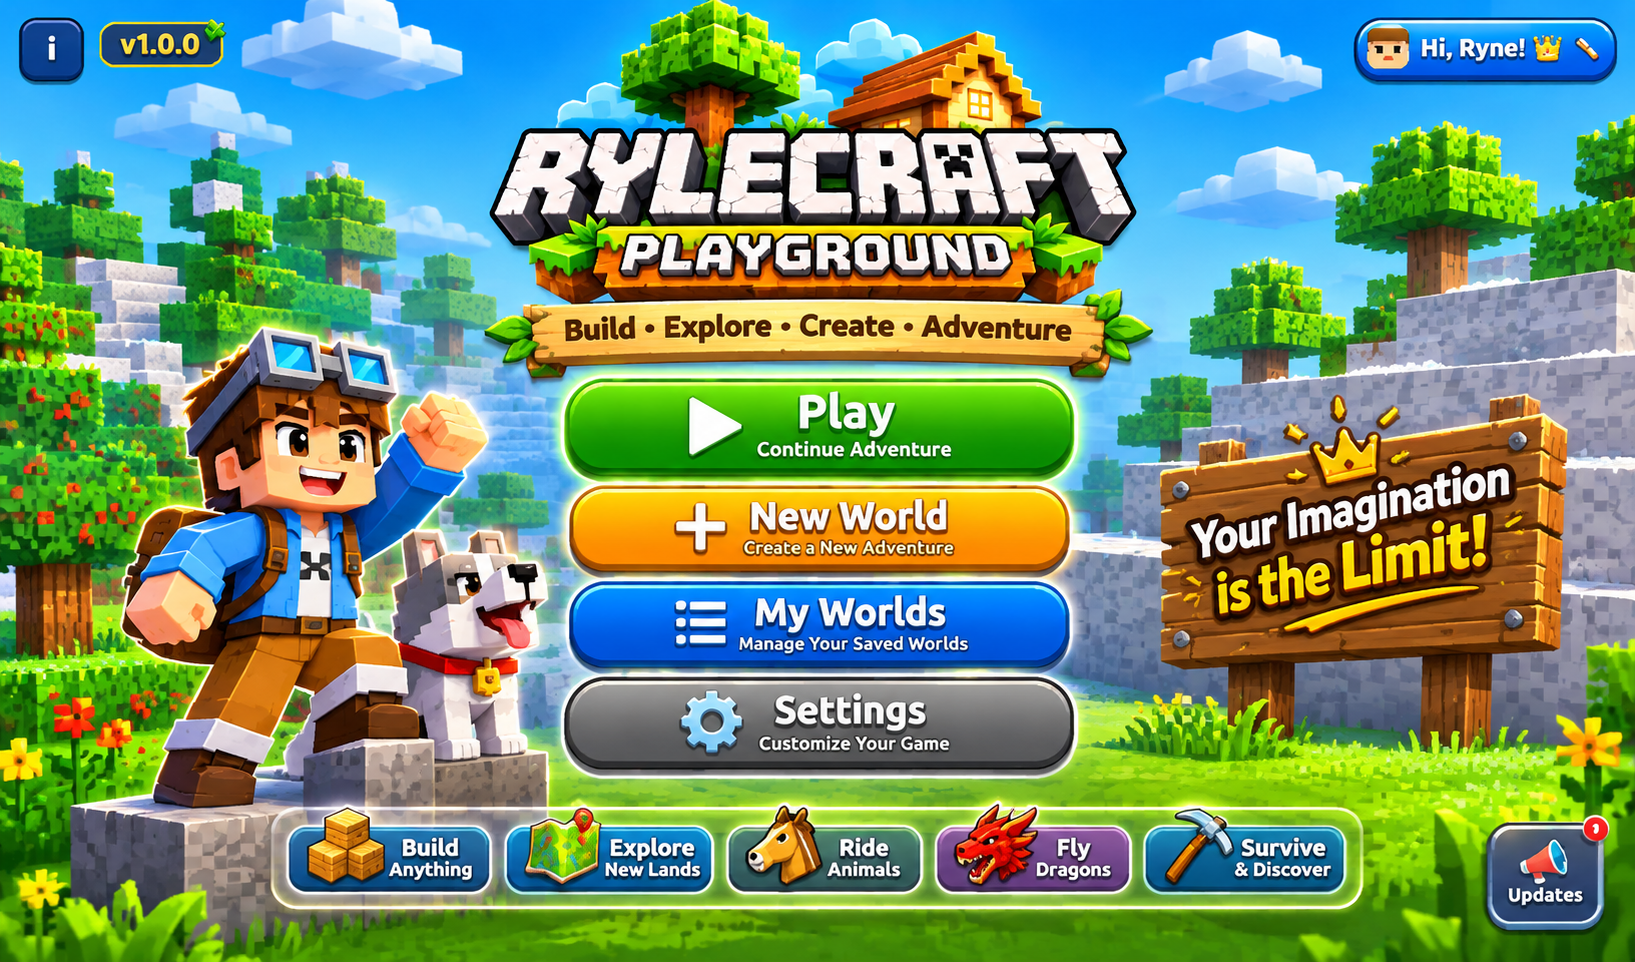 i
v1.0.0
Hi, Ryne!
RYLECRAFT
PLAYGROUND
Build • Explore • Create • Adventure
Play
Continue Adventure
New World
Create a New Adventure
My Worlds
Manage Your Saved Worlds
Settings
Customize Your Game
Your Imagination
is the Limit!
Build
Anything
Explore
New Lands
Ride
Animals
Fly
Dragons
Survive
& Discover
1
Updates